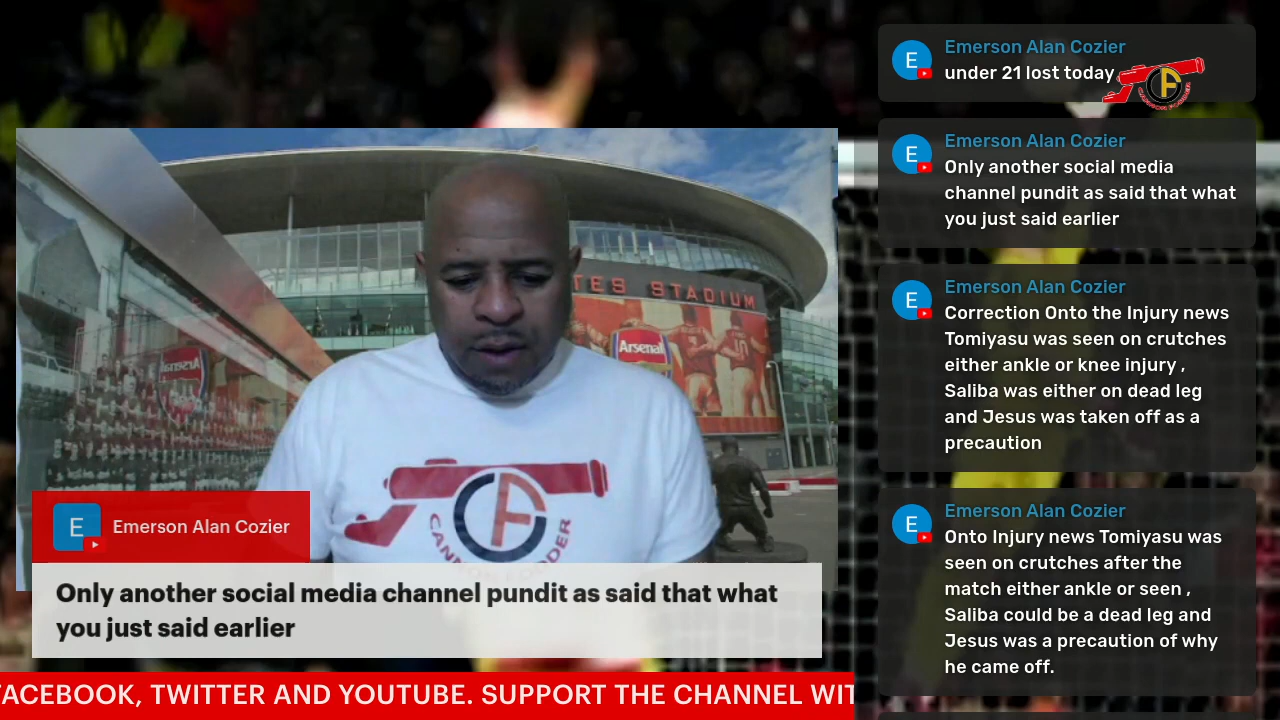 Emerson Alan Cozier
under 21 lost today
Emerson Alan Cozier
Only another social media
channel pundit as said that what
you just said earlier
Emerson Alan Cozier
Correction Onto the Injury news
Tomiyasu was seen on crutches
either ankle or knee injury ,
Saliba was either on dead leg
and Jesus was taken off as a
precaution
Emerson Alan Cozier
Onto Injury news Tomiyasu was
seen on crutches after the
match either ankle or seen ,
Saliba could be a dead leg and
Jesus was a precaution of why
he came off.
TES STADIUM
Arsenal
Arsenal
CF
CANNON FODDER
E
Emerson Alan Cozier
Only another social media channel pundit as said that what
you just said earlier
ACEBOOK, TWITTER AND YOUTUBE. SUPPORT THE CHANNEL WIT